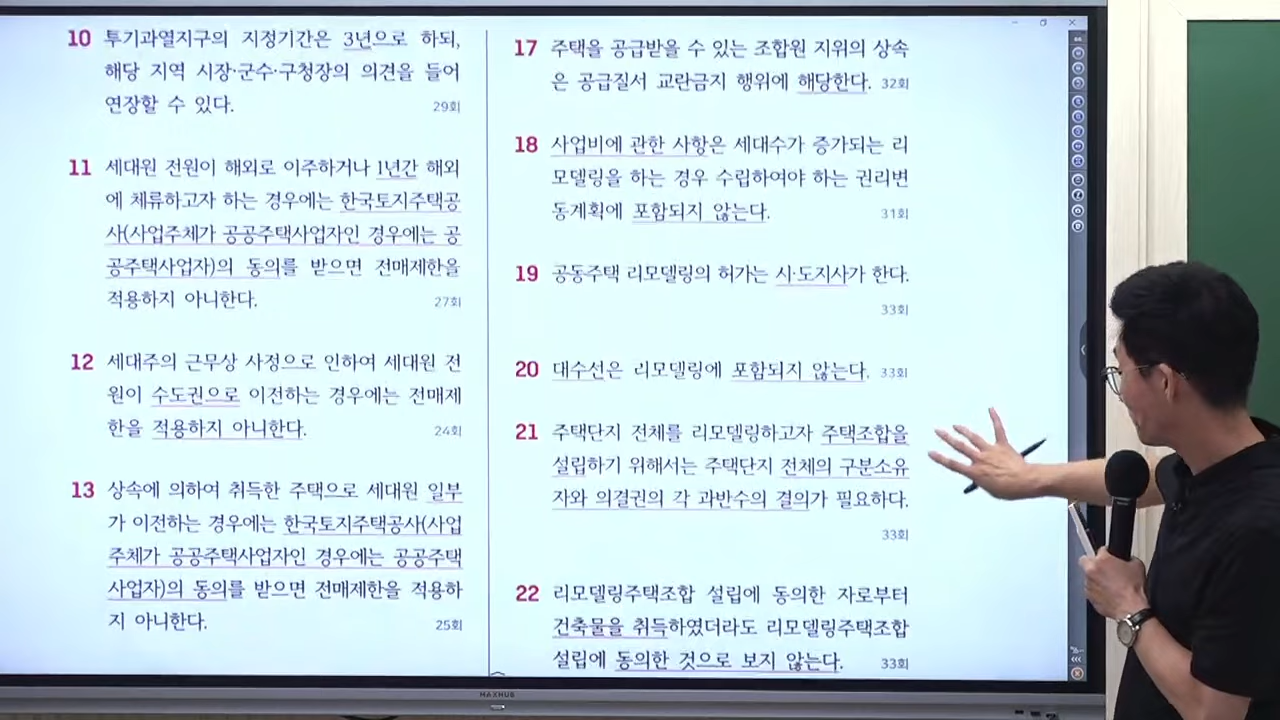 10 투기과열지구의 지정기간은 3년으로 하되,
해당 지역 시장·군수·구청장의 의견을 들어
연장할 수 있다. 29회
11 세대원 전원이 해외로 이주하거나 1년간 해외
에 체류하고자 하는 경우에는 한국토지주택공
사(사업주체가 공공주택사업자인 경우에는 공
공주택사업자)의 동의를 받으면 전매제한을
적용하지 아니한다. 27회
12 세대주의 근무상 사정으로 인하여 세대원 전
원이 수도권으로 이전하는 경우에는 전매제
한을 적용하지 아니한다. 24회
13 상속에 의하여 취득한 주택으로 세대원 일부
가 이전하는 경우에는 한국토지주택공사(사업
주체가 공공주택사업자인 경우에는 공공주택
사업자)의 동의를 받으면 전매제한을 적용하
지 아니한다. 25회
17 주택을 공급받을 수 있는 조합원 지위의 상속
은 공급질서 교란금지 행위에 해당한다. 32회
18 사업비에 관한 사항은 세대수가 증가되는 리
모델링을 하는 경우 수립하여야 하는 권리변
동계획에 포함되지 않는다. 31회
19 공동주택 리모델링의 허가는 시·도지사가 한다.
33회
20 대수선은 리모델링에 포함되지 않는다. 33회
21 주택단지 전체를 리모델링하고자 주택조합을
설립하기 위해서는 주택단지 전체의 구분소유
자와 의결권의 각 과반수의 결의가 필요하다.
33회
22 리모델링주택조합 설립에 동의한 자로부터
건축물을 취득하였더라도 리모델링주택조합
설립에 동의한 것으로 보지 않는다. 33회
MAXHUB